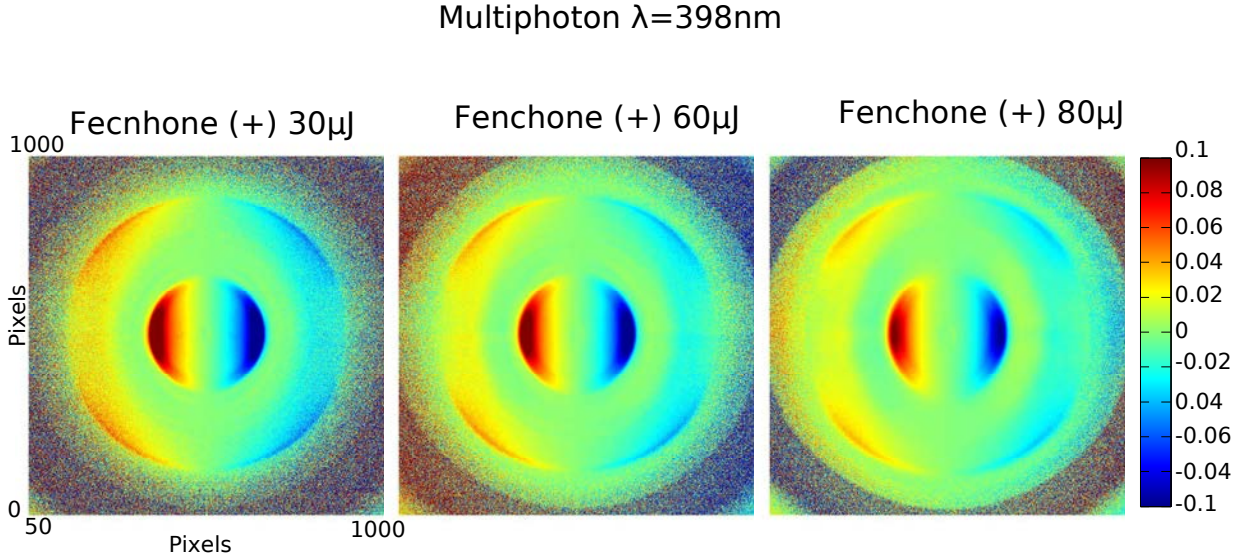 Multiphoton λ=398nm
Fecnhone (+) 30μJ
Fenchone (+) 60μJ
Fenchone (+) 80μJ
1000
Pixels
0
50
1000
Pixels
0.1
0.08
0.06
0.04
0.02
0
-0.02
-0.04
-0.06
-0.04
-0.1